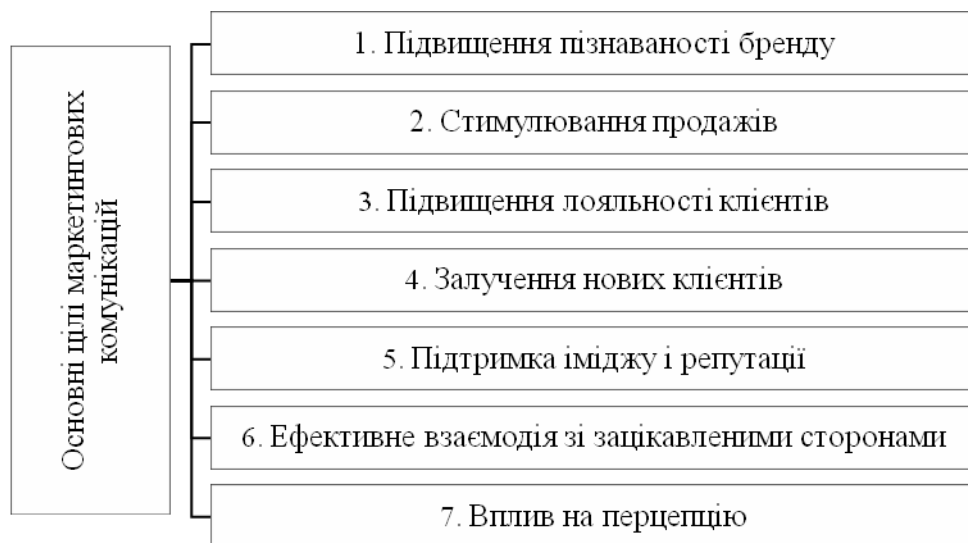 Основні цілі маркетингових
комунікацій
1. Підвищення пізнаваності бренду
2. Стимулювання продажів
3. Підвищення лояльності клієнтів
4. Залучення нових клієнтів
5. Підтримка іміджу і репутації
6. Ефективне взаємодія зі зацікавленими сторонами
7. Вплив на перцепцію